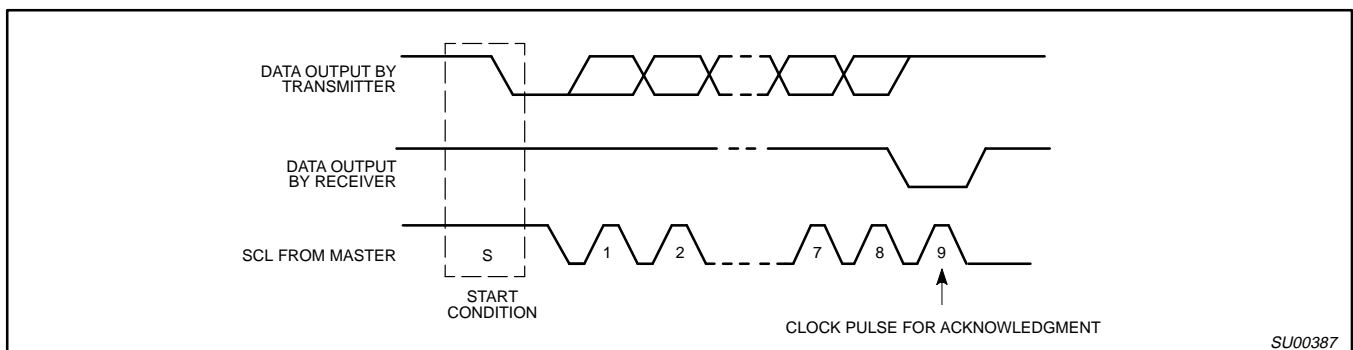 DATA OUTPUT BY
TRANSMITTER
DATA OUTPUT
BY RECEIVER
SCL FROM MASTER
S
1
2
7
8
9
START
CONDITION
CLOCK PULSE FOR ACKNOWLEDGMENT
SU00387